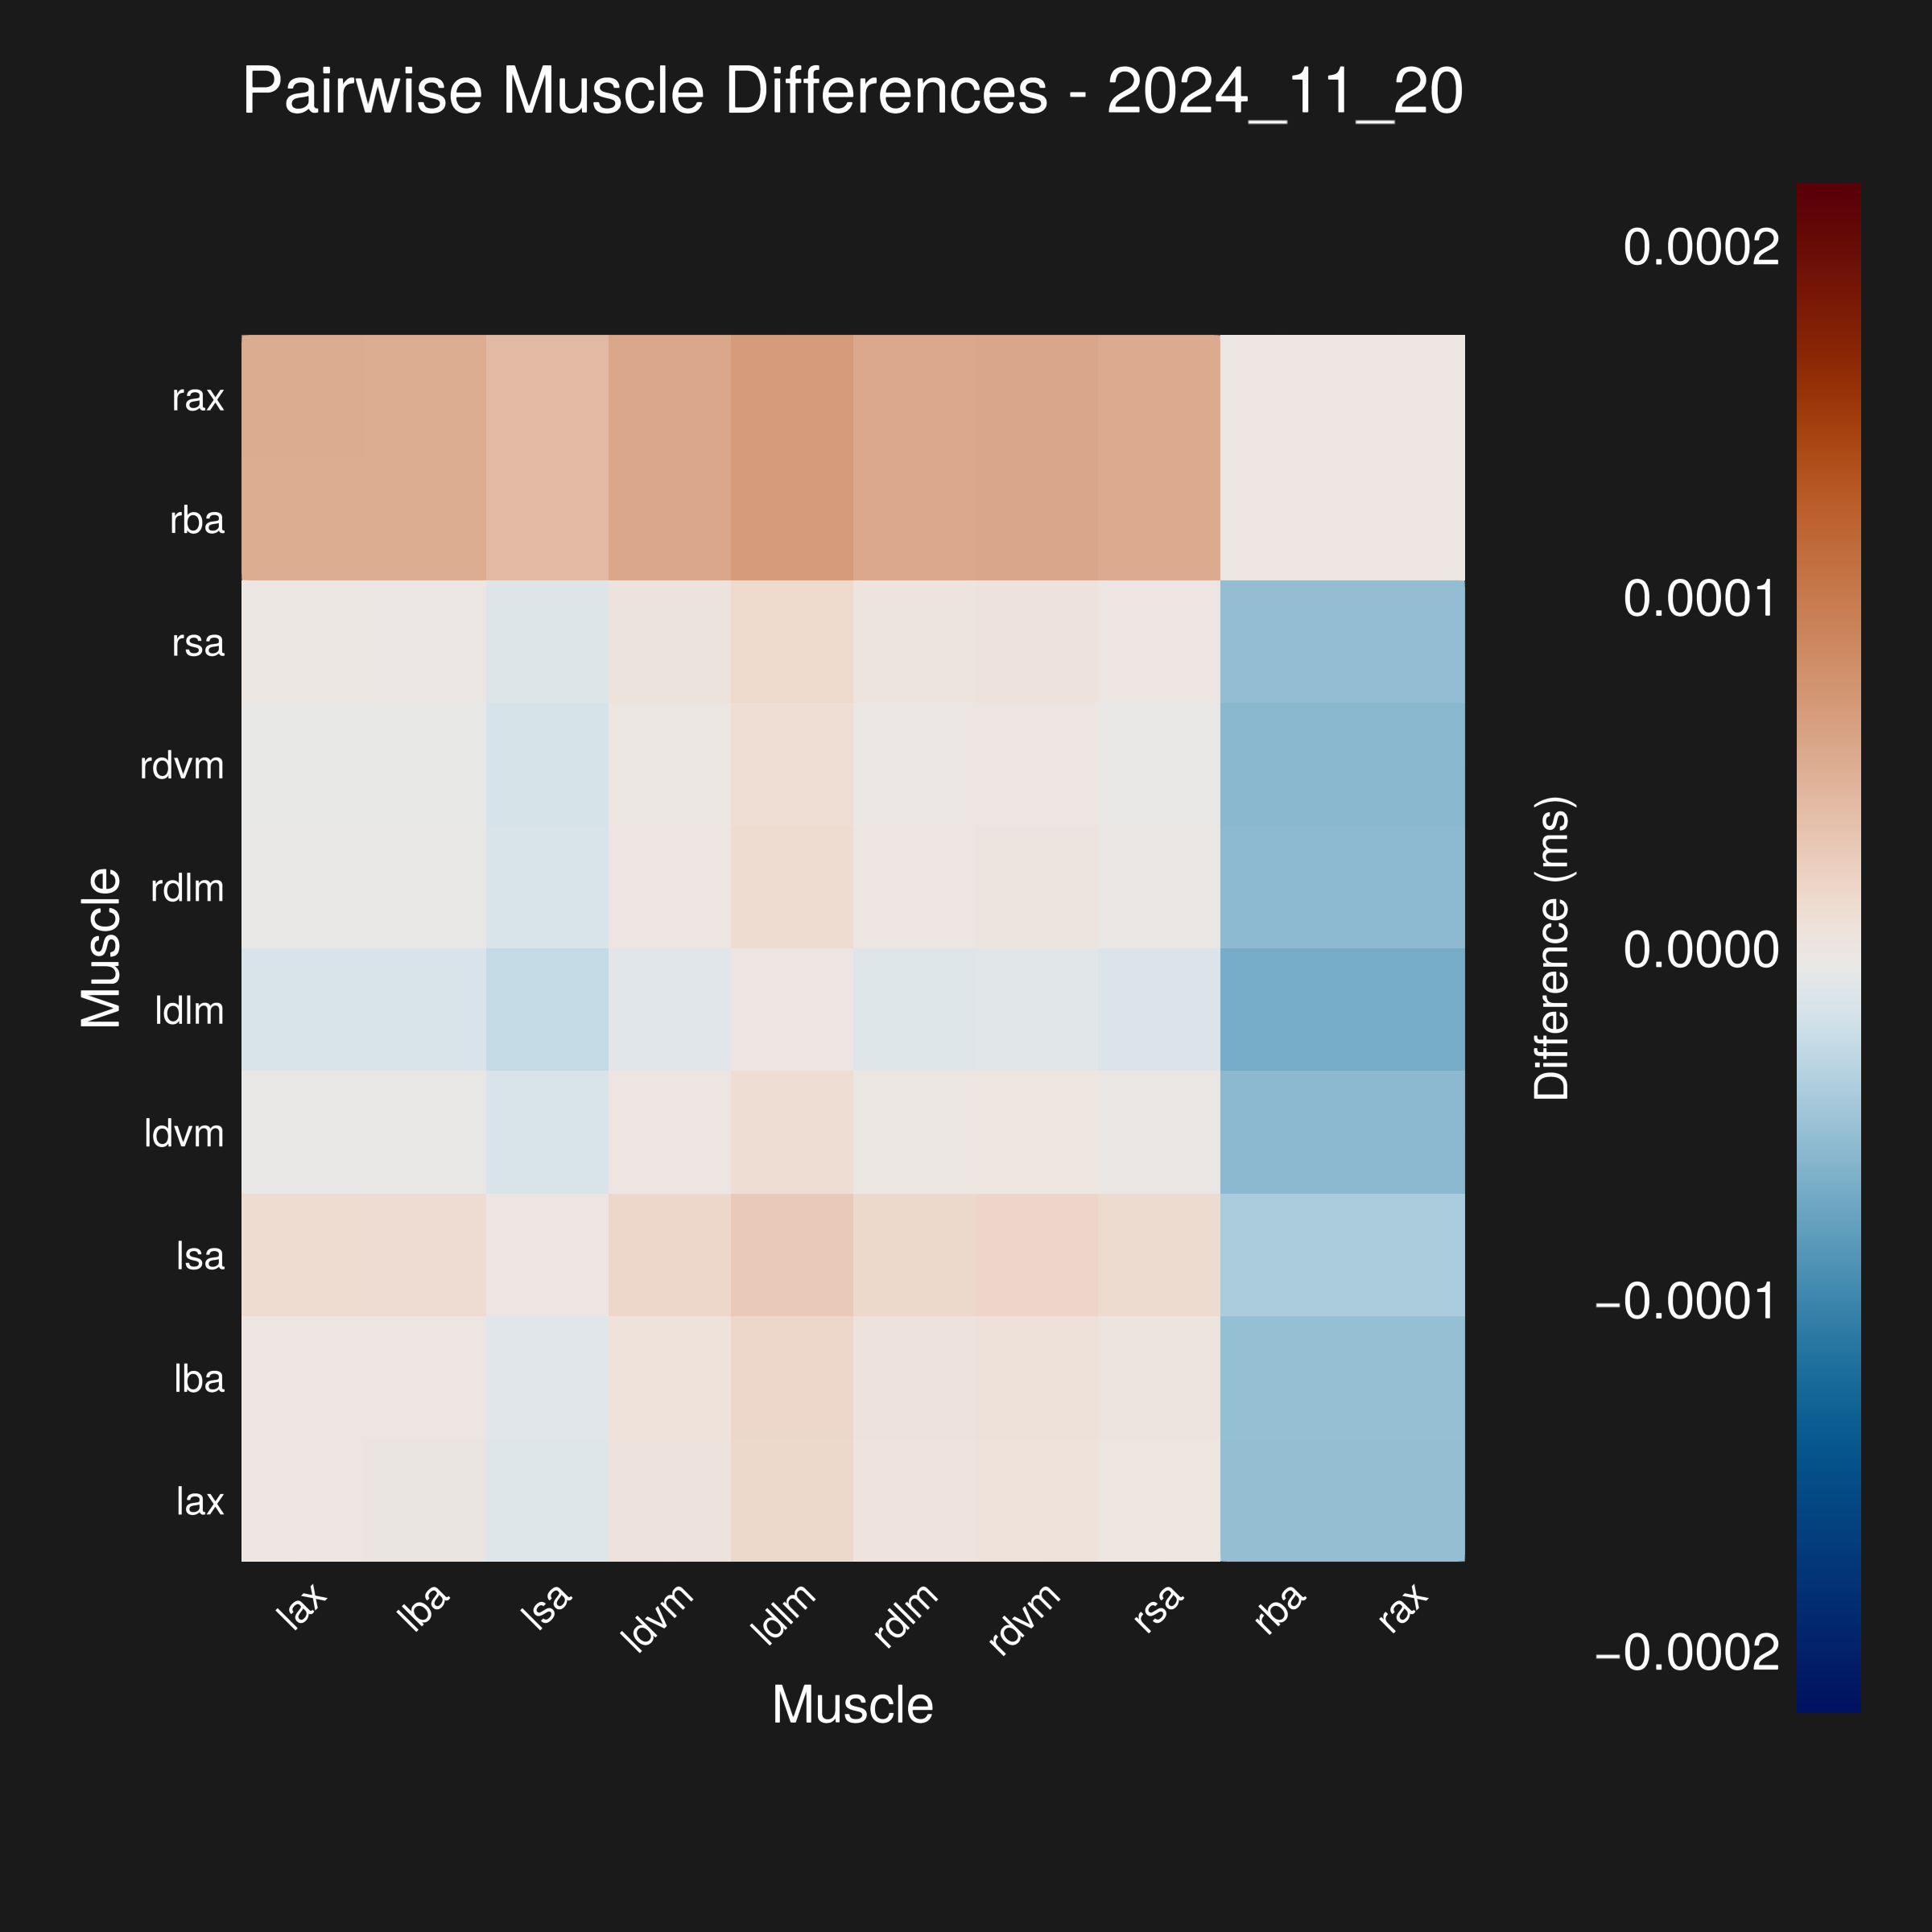 Pairwise Muscle Differences - 2024_11_20
Muscle
rax
rba
rsa
rdvm
rdlm
ldlm
ldvm
lsa
lba
lax
lax
lba
lsa
ldvm
ldlm
rdlm
rdvm
rsa
rba
rax
Muscle
Difference (ms)
0.0002
0.0001
0.0000
−0.0001
−0.0002